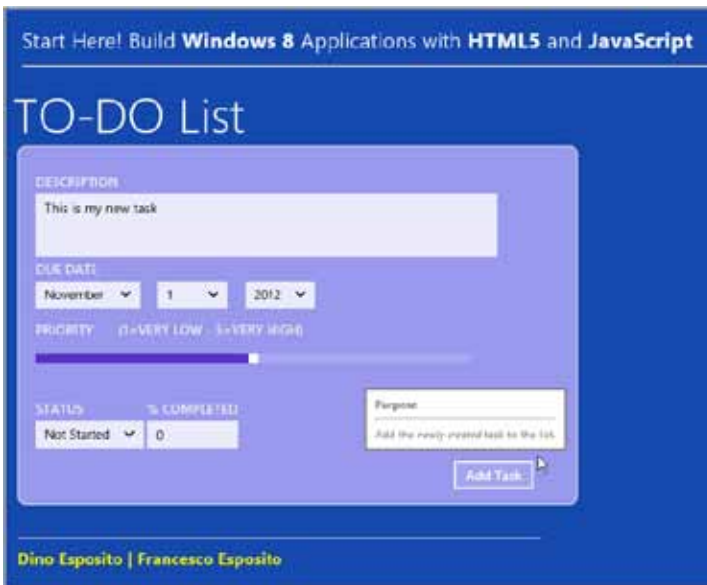 Start Here! Build Windows 8 Applications with HTML5 and JavaScript
TO-DO List
DESCRIPTION
This is my new task
DUE DATE
November 1 2012
PRIORITY (1=VERY LOW - 5=VERY HIGH)
STATUS % COMPLETED
Purpose
Not Started 0
Add the newly created task to the list
Add Task
Dino Esposito | Francesco Esposito